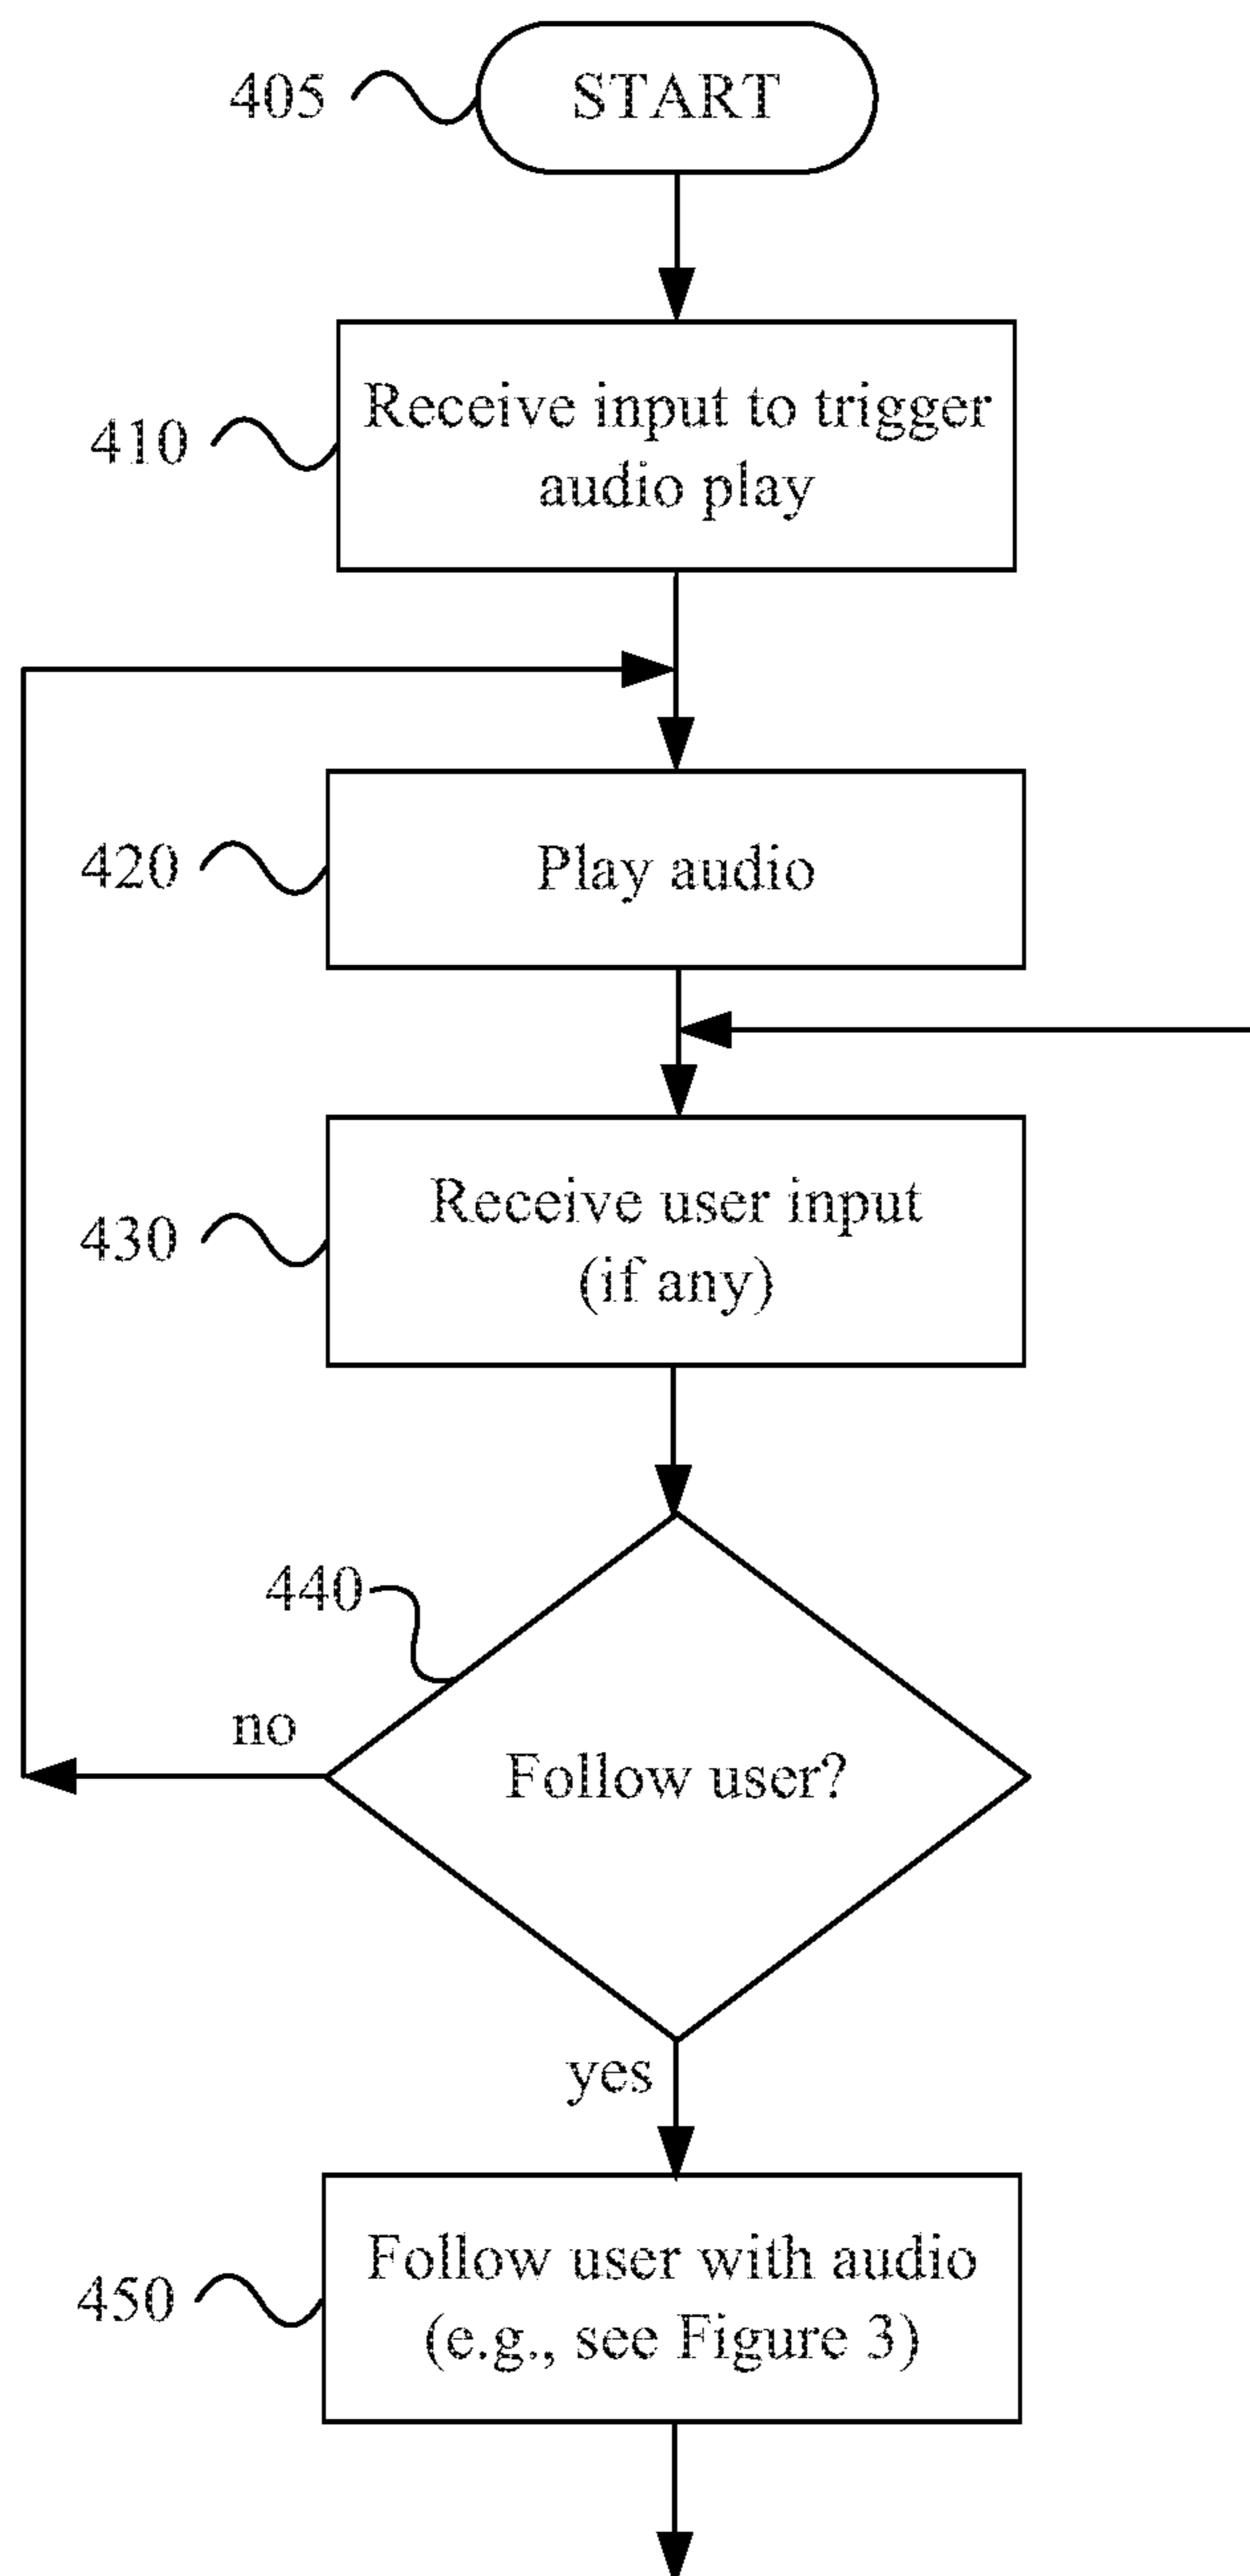 405
START
410
Receive input to trigger
audio play
420
Play audio
430
Receive user input
(if any)
440
no
Follow user?
yes
450
Follow user with audio
(e.g., see Figure 3)